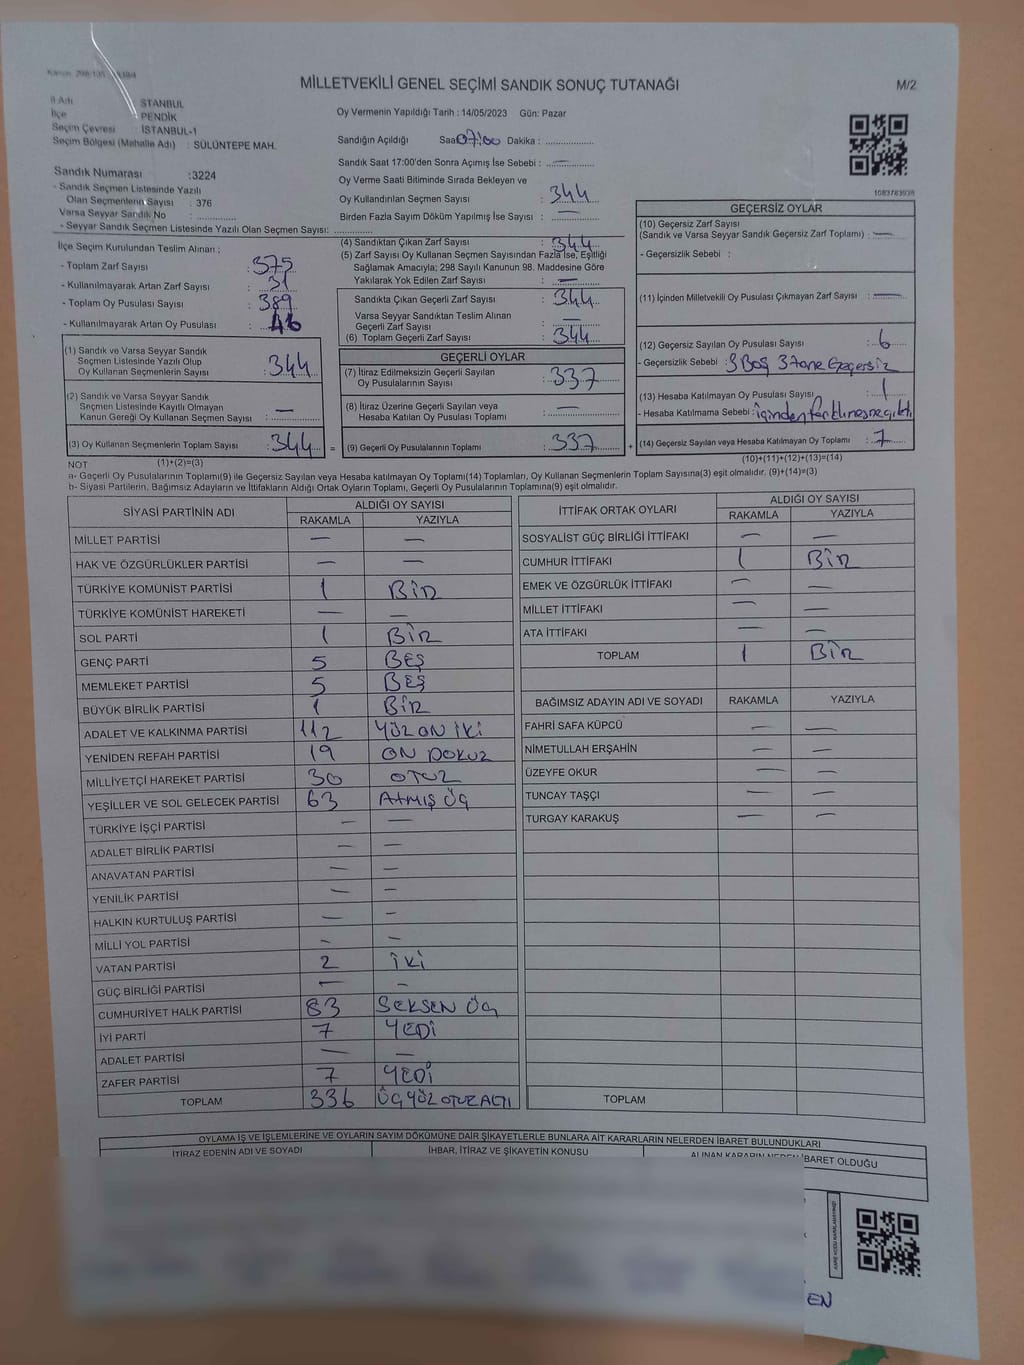 MİLLETVEKİLİ GENEL SEÇİMİ SANDIK SONUÇ TUTANAĞI
M/2
İl Adı : İSTANBUL
İlçe : PENDİK
Seçim Çevresi : İSTANBUL-1
Seçim Bölgesi (Mahalle Adı) : SÜLÜNTEPE MAH.
Sandık Numarası :3224
- Sandık Seçmen Listesinde Yazılı
Olan Seçmenlerin Sayısı : 376
Varsa Seyyar Sandık No :
- Seyyar Sandık Seçmen Listesinde Yazılı Olan Seçmen Sayısı:
Oy Vermenin Yapıldığı Tarih : 14/05/2023 Gün: Pazar
Sandığın Açıldığı Saat 07:00 Dakika :
Sandık Saat 17:00'den Sonra Açımış İse Sebebi : —
Oy Verme Saati Bitiminde Sırada Bekleyen ve
Oy Kullandırılan Seçmen Sayısı : 344
Birden Fazla Sayım Döküm Yapılmış İse Sayısı : —
1083783938
İlçe Seçim Kurulundan Teslim Alınan ;
- Toplam Zarf Sayısı : 375
- Kullanılmayarak Artan Zarf Sayısı : 31
- Toplam Oy Pusulası Sayısı : 389
- Kullanılmayarak Artan Oy Pusulası :
(1) Sandık ve Varsa Seyyar Sandık
Seçmen Listesinde Yazılı Olup
Oy Kullanan Seçmenlerin Sayısı : 344
(2) Sandık ve Varsa Seyyar Sandık
Seçmen Listesinde Kayıtlı Olmayan
Kanun Gereği Oy Kullanan Seçmen Sayısı : —
(3) Oy Kullanan Seçmenlerin Toplam Sayısı : 344
(1)+(2)=(3)
(4) Sandıktan Çıkan Zarf Sayısı : 344
(5) Zarf Sayısı Oy Kullanan Seçmen Sayısından Fazla İse, Eşitliği
Sağlamak Amacıyla; 298 Sayılı Kanunun 98. Maddesine Göre
Yakılarak Yok Edilen Zarf Sayısı : —
Sandıkta Çıkan Geçerli Zarf Sayısı : 344
Varsa Seyyar Sandıktan Teslim Alınan
Geçerli Zarf Sayısı : —
(6) Toplam Geçerli Zarf Sayısı : 344
GEÇERLİ OYLAR
(7) İtiraz Edilmeksizin Geçerli Sayılan
Oy Pusulalarının Sayısı : 337
(8) İtiraz Üzerine Geçerli Sayılan veya
Hesaba Katılan Oy Pusulası Toplamı : —
= (9) Geçerli Oy Pusulalarının Toplamı : 337 +
GEÇERSİZ OYLAR
(10) Geçersiz Zarf Sayısı
(Sandık ve Varsa Seyyar Sandık Geçersiz Zarf Toplamı) : —
- Geçersizlik Sebebi :
(11) İçinden Milletvekili Oy Pusulası Çıkmayan Zarf Sayısı : —
(12) Geçersiz Sayılan Oy Pusulası Sayısı : 6
- Geçersizlik Sebebi : 3 Boş 3 tane Geçersiz
(13) Hesaba Katılmayan Oy Pusulası Sayısı : 1
- Hesaba Katılmama Sebebi : içinden farklı nesne çıktı
(14) Geçersiz Sayılan veya Hesaba Katılmayan Oy Toplamı : 7
(10)+(11)+(12)+(13)=(14)
NOT
a- Geçerli Oy Pusulalarının Toplamı(9) ile Geçersiz Sayılan veya Hesaba katılmayan Oy Toplamı(14) Toplamları, Oy Kullanan Seçmenlerin Toplam Sayısına(3) eşit olmalıdır. (9)+(14)=(3)
b- Siyasi Partilerin, Bağımsız Adayların ve İttifakların Aldığı Ortak Oyların Toplamı, Geçerli Oy Pusulalarının Toplamına(9) eşit olmalıdır.
SİYASİ PARTİNİN ADI ALDIĞI OY SAYISI
RAKAMLA YAZIYLA
MİLLET PARTİSİ — —
HAK VE ÖZGÜRLÜKLER PARTİSİ — —
TÜRKİYE KOMÜNİST PARTİSİ 1 BİR
TÜRKİYE KOMÜNİST HAREKETİ — —
SOL PARTİ 1 BİR
GENÇ PARTİ 5 BEŞ
MEMLEKET PARTİSİ 5 BEŞ
BÜYÜK BİRLİK PARTİSİ 1 BİR
ADALET VE KALKINMA PARTİSİ 112 YÜZ ON İKİ
YENİDEN REFAH PARTİSİ 19 ON DOKUZ
MİLLİYETÇİ HAREKET PARTİSİ 30 OTUZ
YEŞİLLER VE SOL GELECEK PARTİSİ 63 ATMIŞ ÜÇ
TÜRKİYE İŞÇİ PARTİSİ — —
ADALET BİRLİK PARTİSİ — —
ANAVATAN PARTİSİ — —
YENİLİK PARTİSİ — —
HALKIN KURTULUŞ PARTİSİ — —
MİLLİ YOL PARTİSİ — —
VATAN PARTİSİ 2 İKİ
GÜÇ BİRLİĞİ PARTİSİ — —
CUMHURİYET HALK PARTİSİ 83 SEKSEN ÜÇ
İYİ PARTİ 7 YEDİ
ADALET PARTİSİ — —
ZAFER PARTİSİ 7 YEDİ
TOPLAM 336 ÜÇ YÜZ OTUZ ALTI
İTTİFAK ORTAK OYLARI ALDIĞI OY SAYISI
RAKAMLA YAZIYLA
SOSYALİST GÜÇ BİRLİĞİ İTTİFAKI — —
CUMHUR İTTİFAKI 1 BİR
EMEK VE ÖZGÜRLÜK İTTİFAKI — —
MİLLET İTTİFAKI — —
ATA İTTİFAKI — —
TOPLAM 1 BİR
BAĞIMSIZ ADAYIN ADI VE SOYADI RAKAMLA YAZIYLA
FAHRİ SAFA KÜPCÜ — —
NİMETULLAH ERŞAHİN — —
ÜZEYFE OKUR — —
TUNCAY TAŞÇI — —
TURGAY KARAKUŞ — —
TOPLAM
OYLAMA İŞ VE İŞLEMLERİNE VE OYLARIN SAYIM DÖKÜMÜNE DAİR ŞİKAYETLERLE BUNLARA AİT KARARLARIN NELERDEN İBARET BULUNDUKLARI
İTİRAZ EDENİN ADI VE SOYADI İHBAR, İTİRAZ VE ŞİKAYETİN KONUSU ALINAN KARARIN NEDEN İBARET OLDUĞU
EN